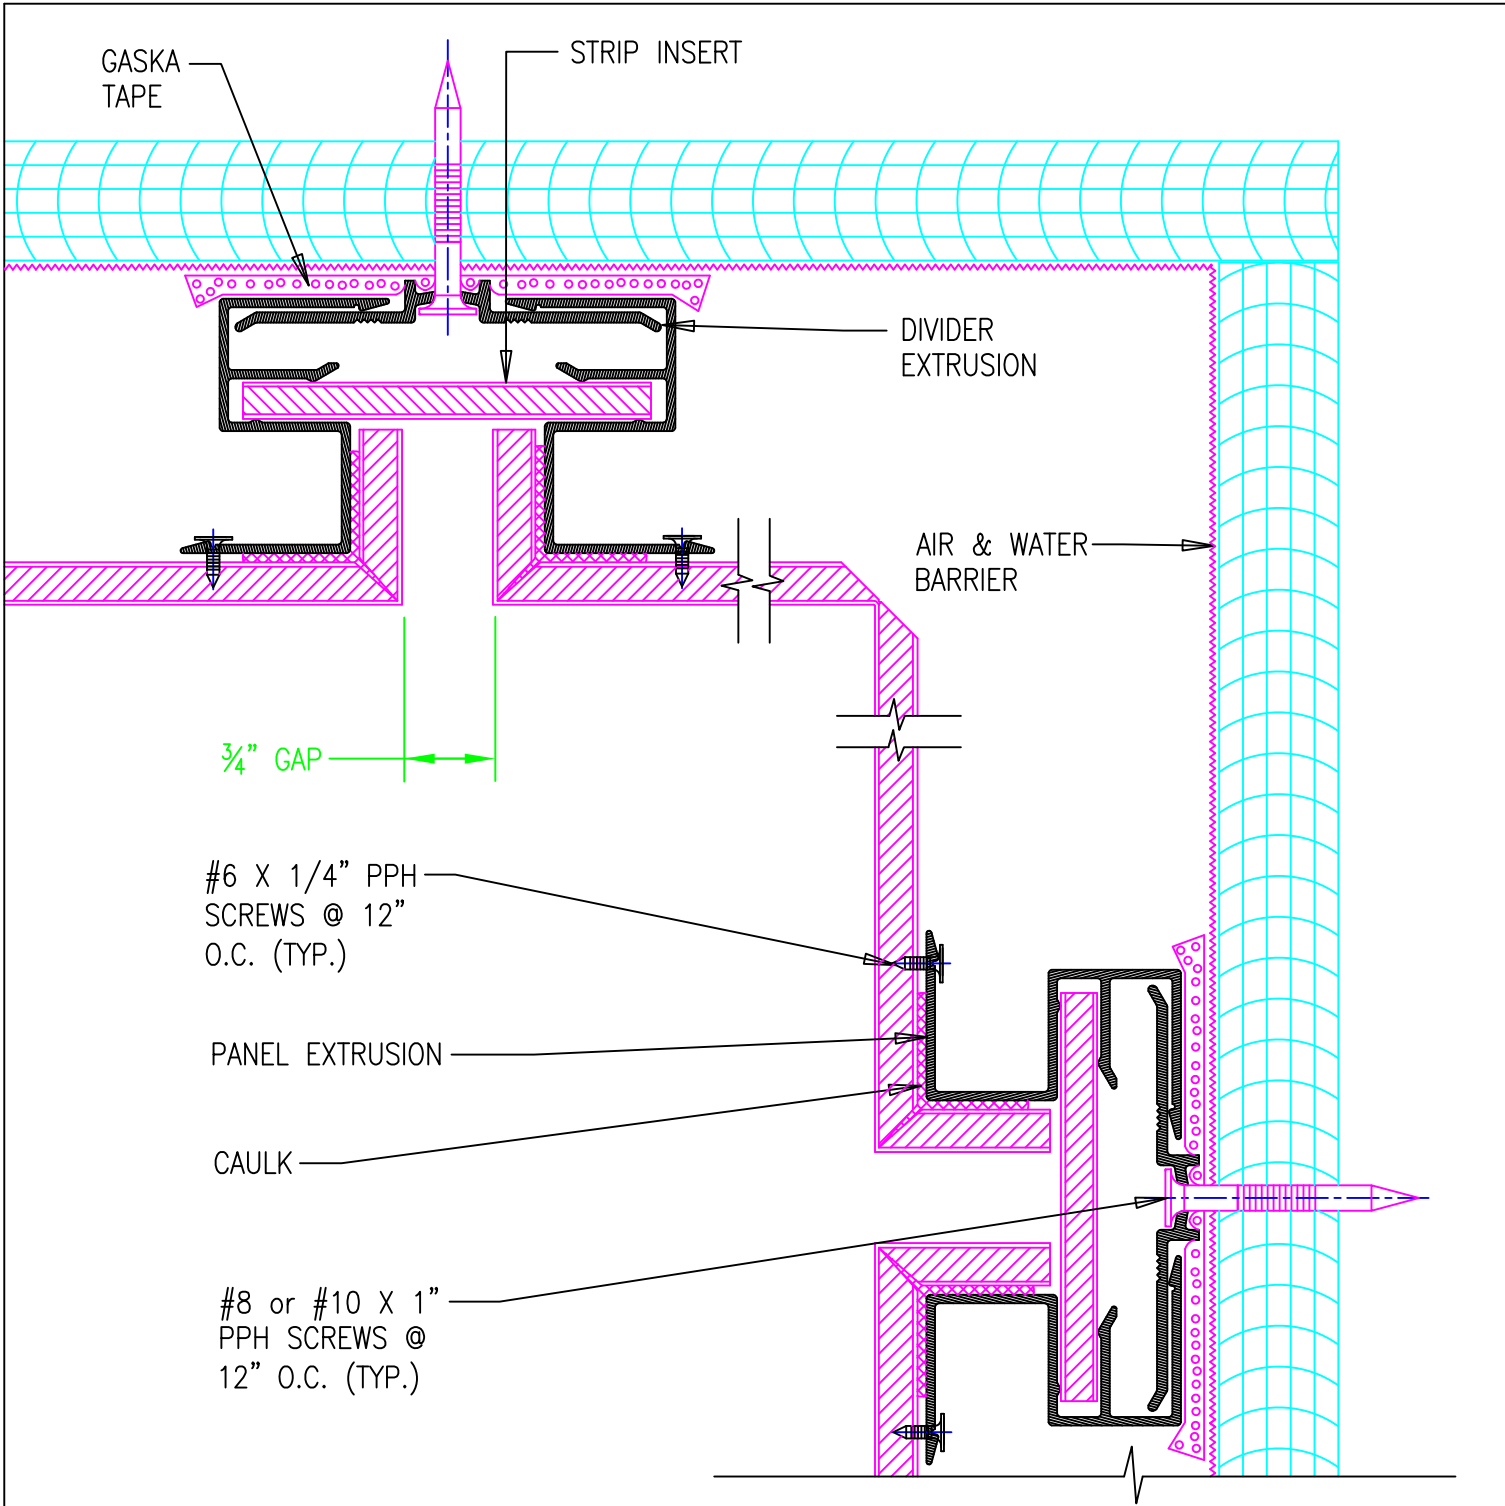 GASKA
TAPE
STRIP INSERT
DIVIDER
EXTRUSION
AIR & WATER
BARRIER
¾" GAP
#6 X 1/4" PPH
SCREWS @ 12"
O.C. (TYP.)
PANEL EXTRUSION
CAULK
#8 or #10 X 1"
PPH SCREWS @
12" O.C. (TYP.)